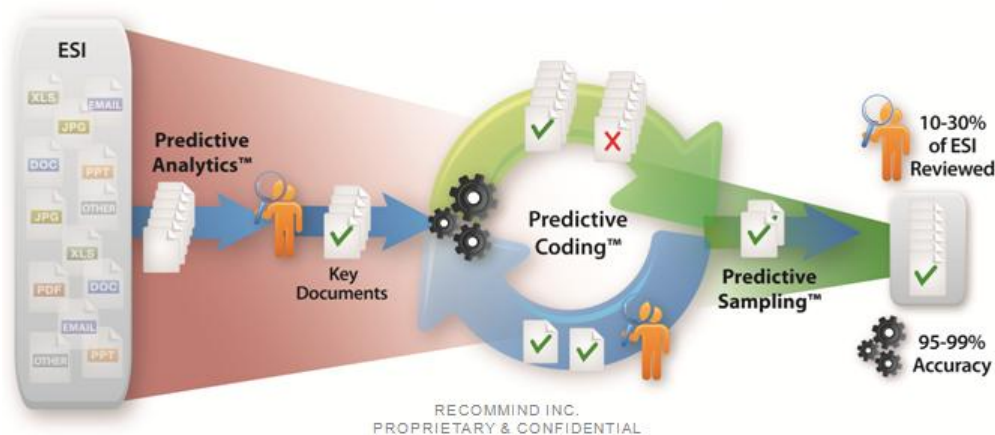 ESI
XLS
EMAIL
JPG
DOC
PPT
JPG
OTHER
XLS
PDF
DOC
EMAIL
OTHER
PPT
Predictive
Analytics™
Key
Documents
Predictive
Coding™
Predictive
Sampling™
10-30%
of ESI
Reviewed
95-99%
Accuracy
RECOMMIND INC.
PROPRIETARY & CONFIDENTIAL